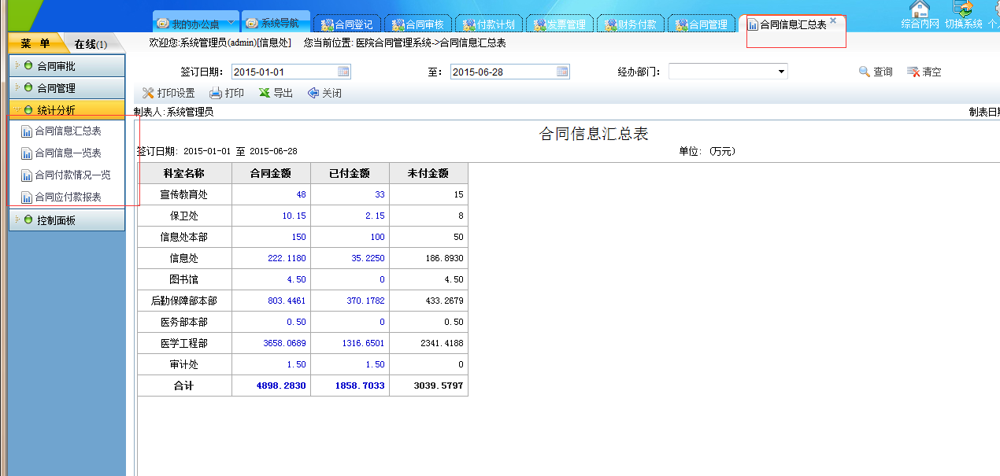 我的办公桌 系统导航 合同登记 合同审核 付款计划 发票管理 财务付款 合同管理 合同信息汇总表 综合内网 切换系统 个
菜 单 在线(1) 欢迎您:系统管理员(admin)[信息处] 您当前位置: 医院合同管理系统->合同信息汇总表
合同审批
合同管理
统计分析
合同信息汇总表
合同信息一览表
合同付款情况一览
合同应付款报表
控制面板
签订日期: 2015-01-01 至: 2015-06-28 经办部门: 查询 清空
打印设置 打印 导出 关闭
制表人:系统管理员 制表日期
合同信息汇总表
签订日期: 2015-01-01 至 2015-06-28 单位: (万元)
科室名称 合同金额 已付金额 未付金额
宣传教育处 48 33 15
保卫处 10.15 2.15 8
信息处本部 150 100 50
信息处 222.1180 35.2250 186.8930
图书馆 4.50 0 4.50
后勤保障部本部 803.4461 370.1782 433.2679
医务部本部 0.50 0 0.50
医学工程部 3658.0689 1316.6501 2341.4188
审计处 1.50 1.50 0
合计 4898.2830 1858.7033 3039.5797